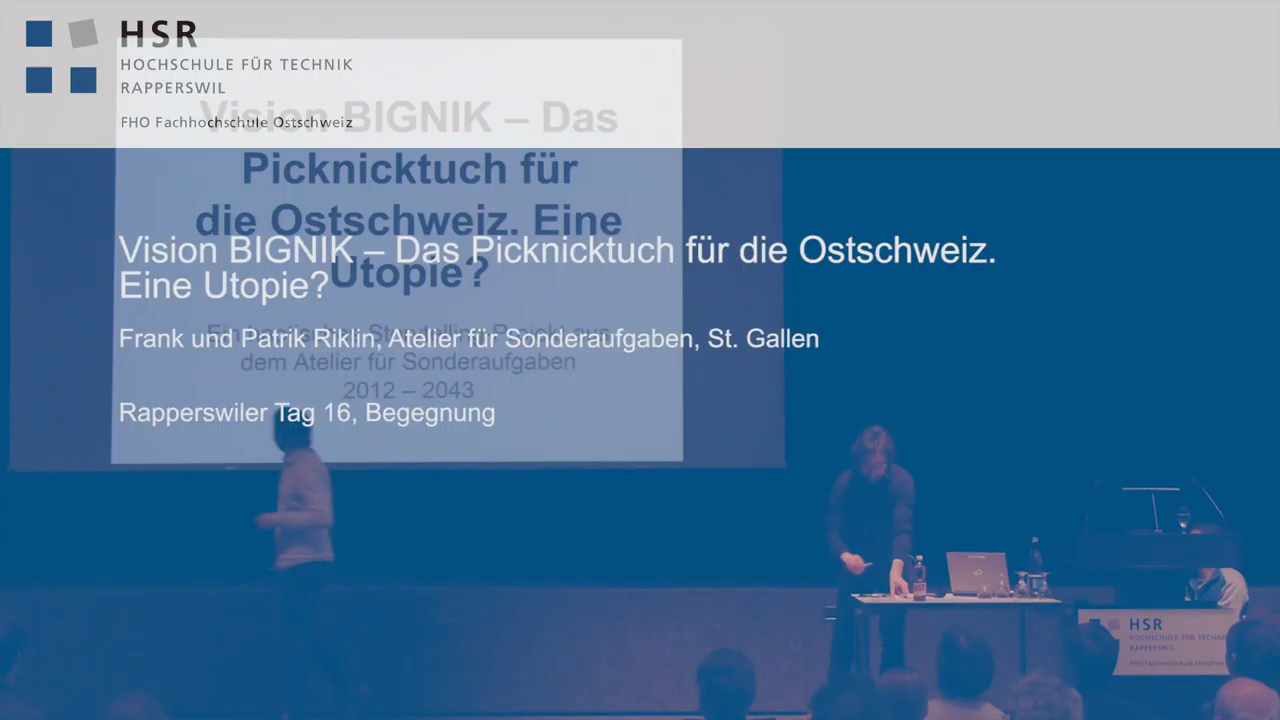 HSR
HOCHSCHULE FÜR TECHNIK
RAPPERSWIL
FHO Fachhochschule Ostschweiz
Vision BIGNIK – Das
Picknicktuch für
die Ostschweiz. Eine
Utopie?
dem Atelier für Sonderaufgaben
2012 – 2043
Vision BIGNIK – Das Picknicktuch für die Ostschweiz.
Eine Utopie?
Frank und Patrik Riklin, Atelier für Sonderaufgaben, St. Gallen
Rapperswiler Tag 16, Begegnung
HSR
HOCHSCHULE FÜR TECHNIK
RAPPERSWIL